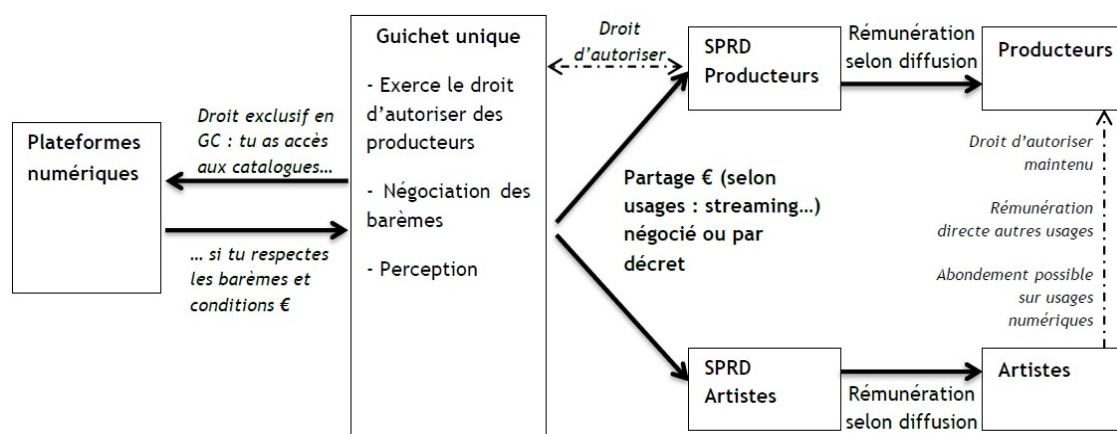 Plateformes
numériques
Droit exclusif en
GC : tu as accès
aux catalogues…
… si tu respectes
les barèmes et
conditions €
Guichet unique
- Exerce le droit
d’autoriser des
producteurs
- Négociation des
barèmes
- Perception
Droit
d’autoriser
SPRD
Producteurs
Rémunération
selon diffusion
Producteurs
Partage € (selon
usages : streaming…)
négocié ou par
décret
Droit d’autoriser
maintenu
Rémunération
directe autres usages
Abondement possible
sur usages
numériques
SPRD
Artistes
Rémunération
selon diffusion
Artistes